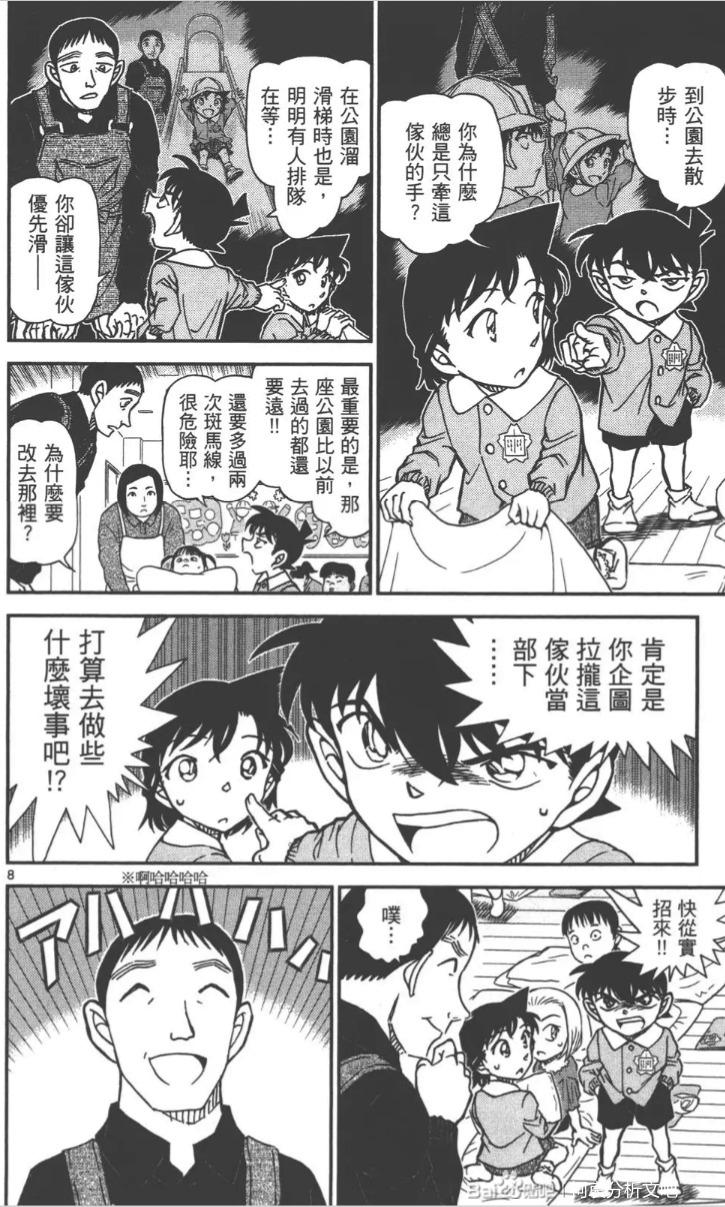 到公園去散
步時…
你為什麼
總是只牽這
傢伙的手？
在公園溜
滑梯時也是，
明明有人排隊
在等…
你卻讓這傢伙
優先滑——
最重要的是，那
座公園比以前
去過的都還
要遠!!
還要多過兩
次斑馬線，
很危險耶…
為什麼要
改去那裡？
肯定是
你企圖
拉攏這
傢伙當
部下
……
打算去做些
什麼壞事吧!?
8
※啊哈哈哈哈
快從實
招來!!
噗…
アハハハハ